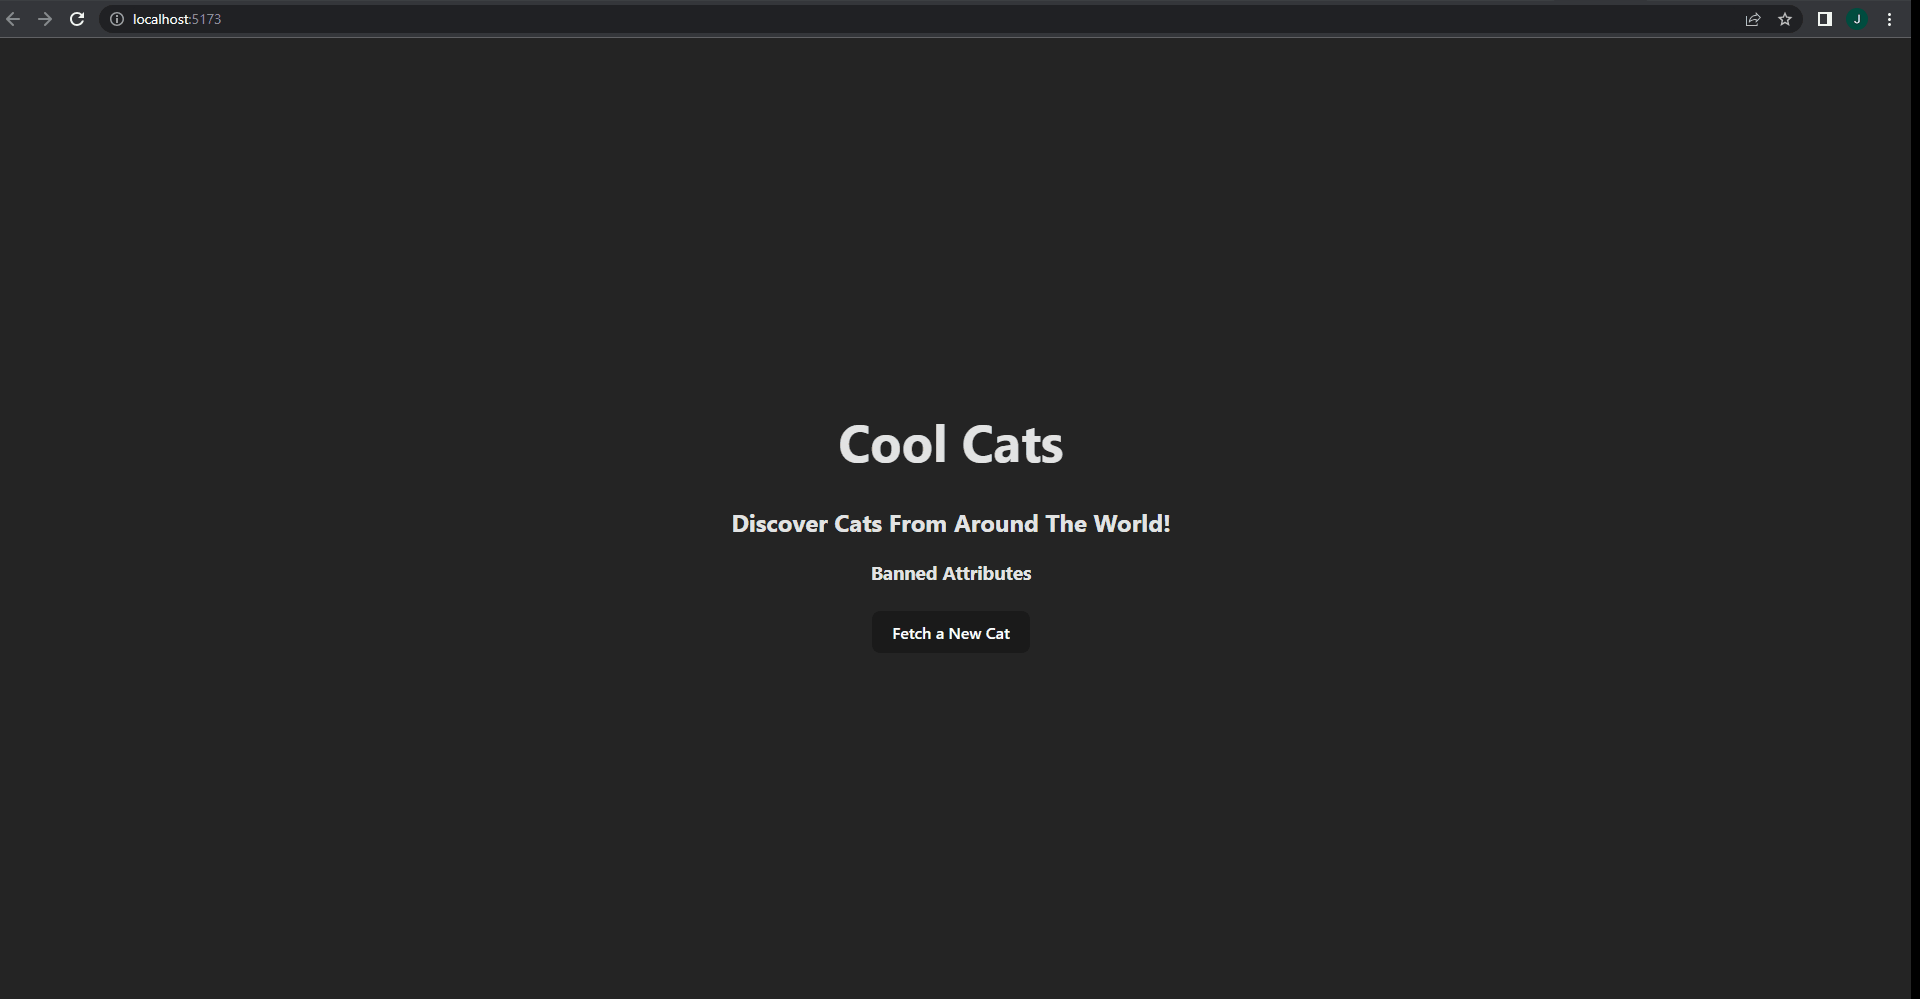 localhost:5173
J
Cool Cats
Discover Cats From Around The World!
Banned Attributes
Fetch a New Cat